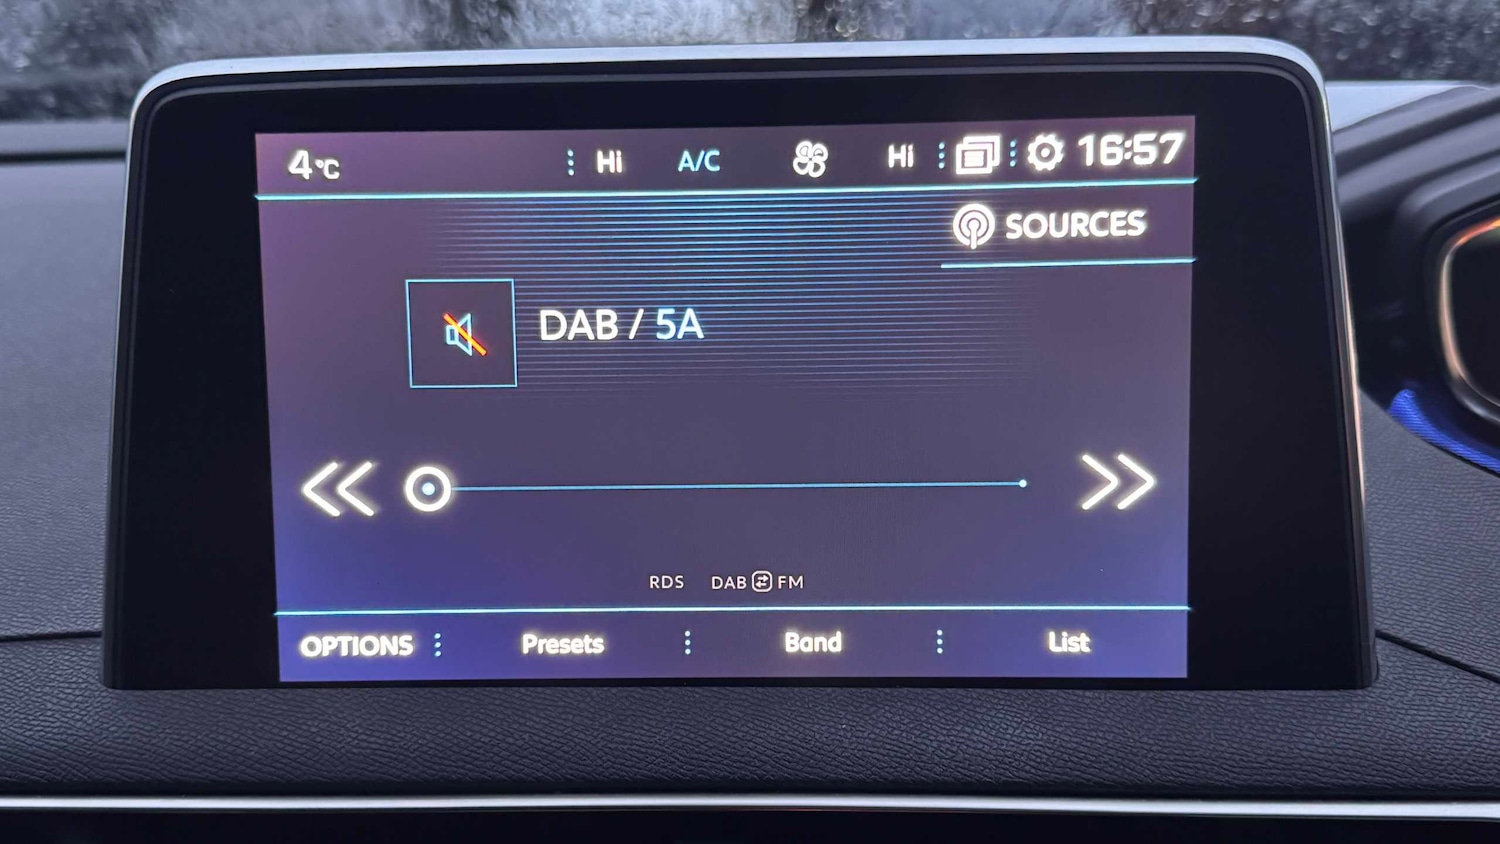 4°C Hi A/C Hi 16:57
SOURCES
DAB / 5A
RDS DAB FM
OPTIONS Presets Band List